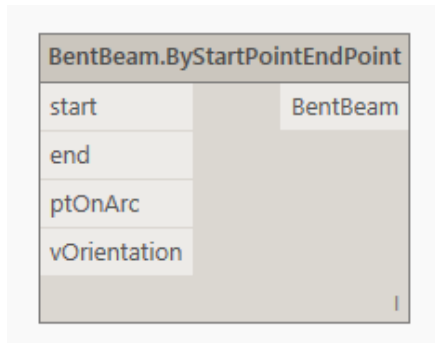 BentBeam.ByStartPointEndPoint
start BentBeam
end
ptOnArc
vOrientation
l